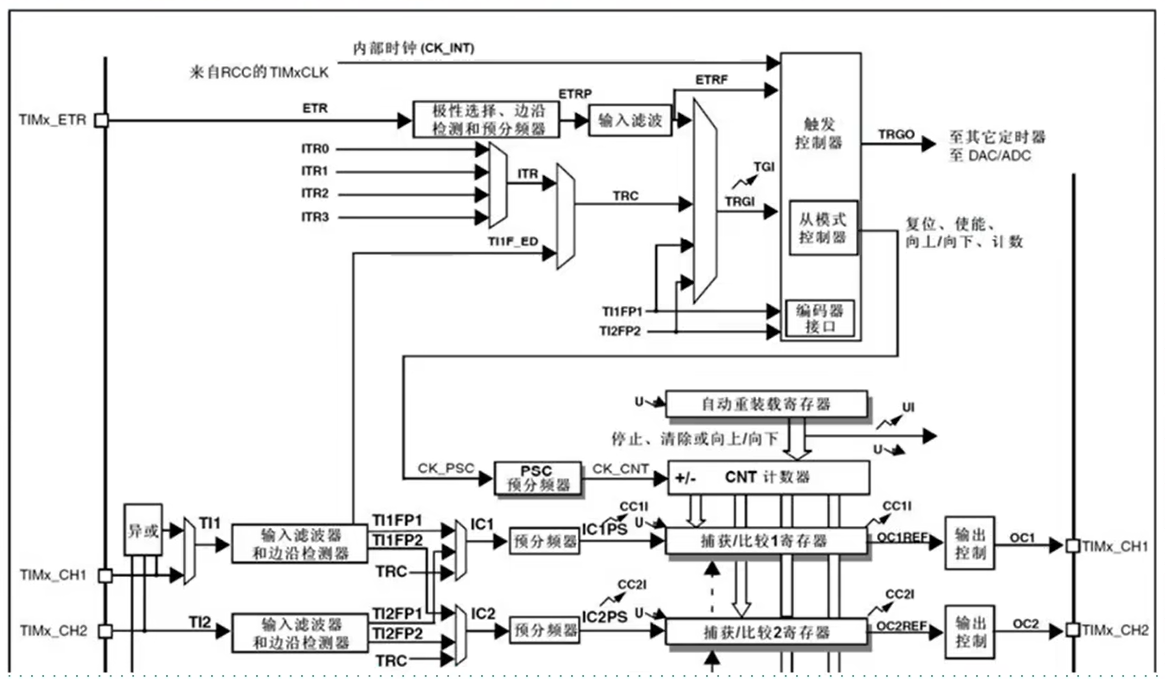 内部时钟(CK_INT)
来自RCC的TIMxCLK
TIMx_ETR
ETR
极性选择、边沿
检测和预分频器
ETRP
输入滤波
ETRF
触发
控制器
TRGO
至其它定时器
至 DAC/ADC
ITR0
ITR1
ITR2
ITR3
ITR
TRC
TI1F_ED
TGI
TRGI
从模式
控制器
复位、使能、
向上/向下、计数
TI1FP1
TI2FP2
编码器
接口
U
自动重装载寄存器
UI
停止、清除或向上/向下
U
CK_PSC
PSC
预分频器
CK_CNT
+/-
CNT 计数器
异或
TI1
TIMx_CH1
输入滤波器
和边沿检测器
TI1FP1
TI1FP2
TRC
IC1
预分频器
IC1PS
CC1I
U
捕获/比较1寄存器
CC1I
OC1REF
输出
控制
OC1
TIMx_CH1
TIMx_CH2
TI2
输入滤波器
和边沿检测器
TI2FP1
TI2FP2
TRC
IC2
预分频器
IC2PS
CC2I
U
捕获/比较2寄存器
CC2I
OC2REF
输出
控制
OC2
TIMx_CH2